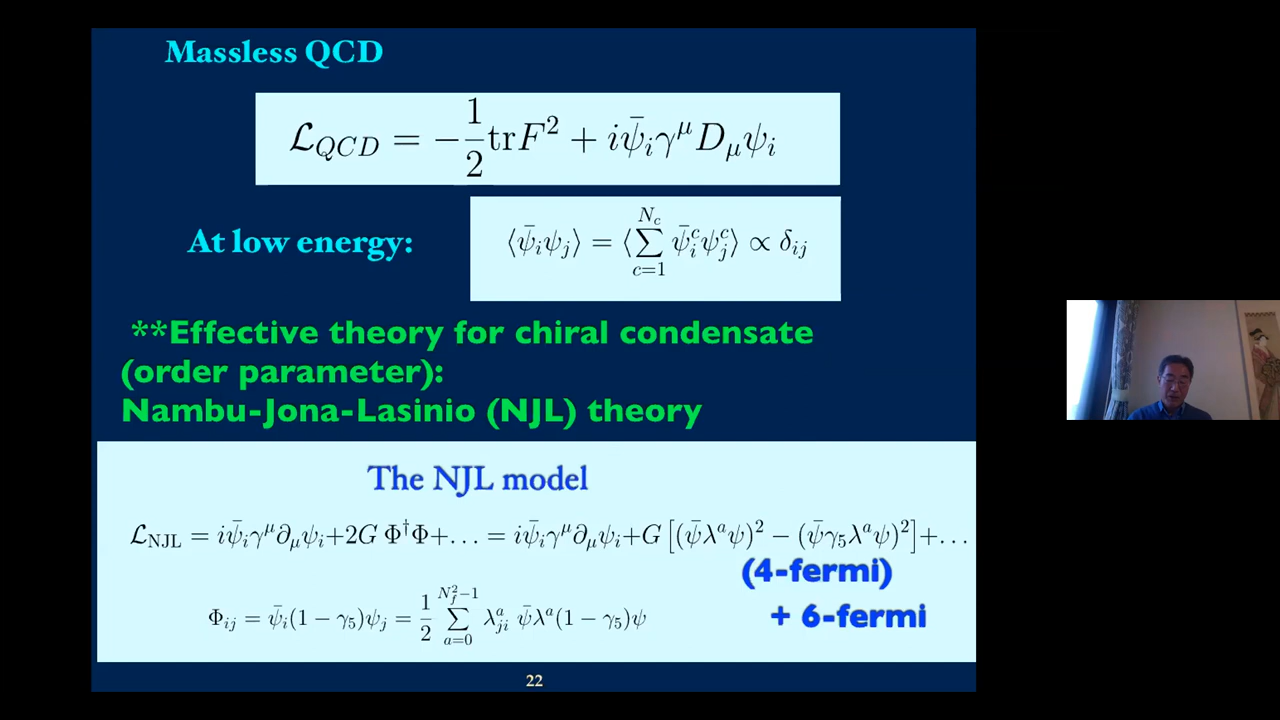 Massless QCD
$\mathcal{L}_{QCD} = -\frac{1}{2}\mathrm{tr}F^2 + i\bar{\psi}_i\gamma^\mu D_\mu\psi_i$
At low energy: $\langle\bar{\psi}_i\psi_j\rangle = \langle\sum_{c=1}^{N_c}\bar{\psi}_i^c\psi_j^c\rangle \propto \delta_{ij}$
**Effective theory for chiral condensate
(order parameter):
Nambu-Jona-Lasinio (NJL) theory
The NJL model
$\mathcal{L}_{\mathrm{NJL}} = i\bar{\psi}_i\gamma^\mu\partial_\mu\psi_i + 2G\,\Phi^\dagger\Phi + \ldots = i\bar{\psi}_i\gamma^\mu\partial_\mu\psi_i + G\left[(\bar{\psi}\lambda^a\psi)^2 - (\bar{\psi}\gamma_5\lambda^a\psi)^2\right] + \ldots$
(4-fermi)
$\Phi_{ij} = \bar{\psi}_i(1-\gamma_5)\psi_j = \frac{1}{2}\sum_{a=0}^{N_f^2-1}\lambda_{ji}^a\,\bar{\psi}\lambda^a(1-\gamma_5)\psi$ + 6-fermi
22